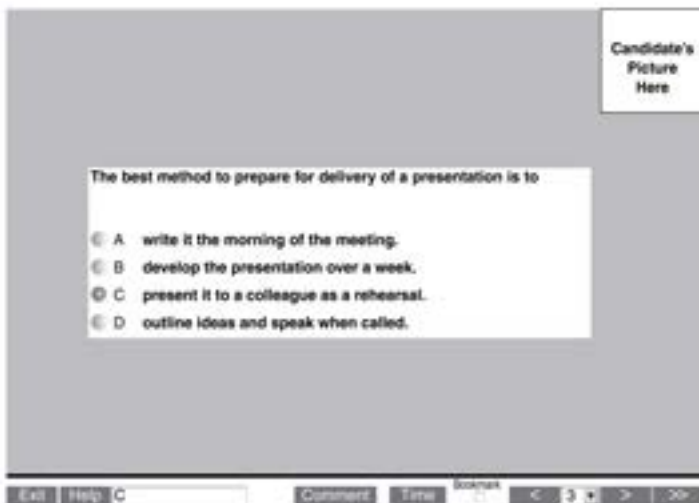 Candidate's
Picture
Here
The best method to prepare for delivery of a presentation is to
A write it the morning of the meeting.
B develop the presentation over a week.
C present it to a colleague as a rehearsal.
D outline ideas and speak when called.
Bookmark
Exit Help C Comment Time < 3 > >>